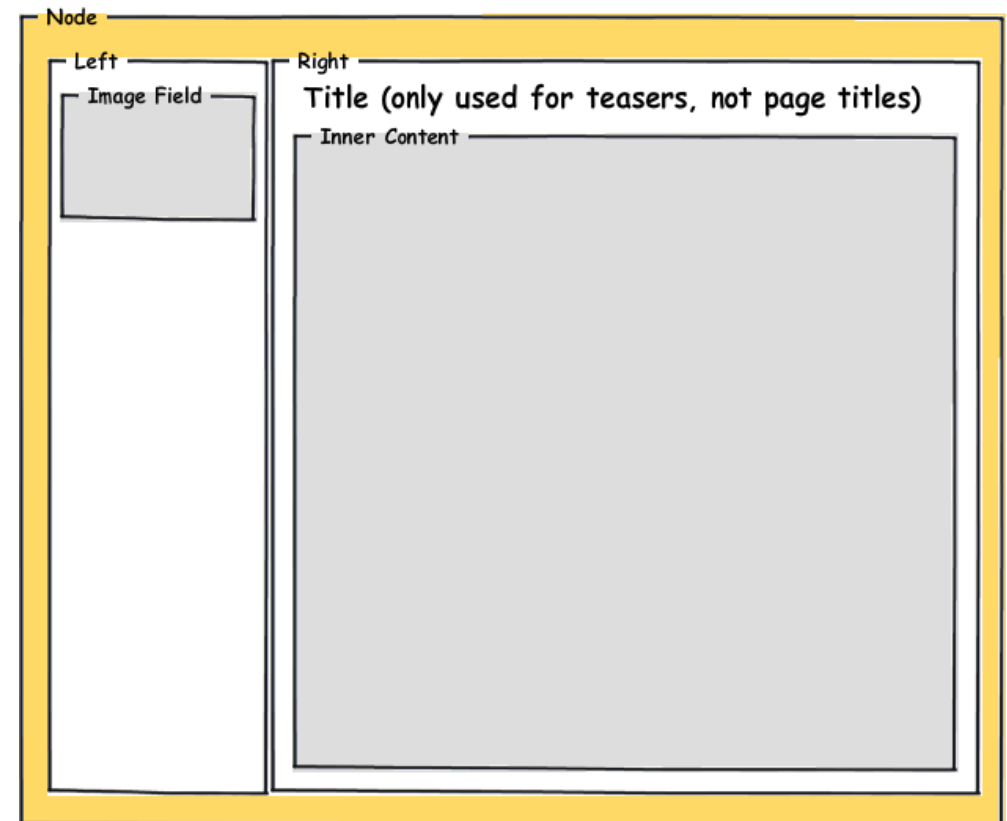 Node
Left
Image Field
Right
Title (only used for teasers, not page titles)
Inner Content